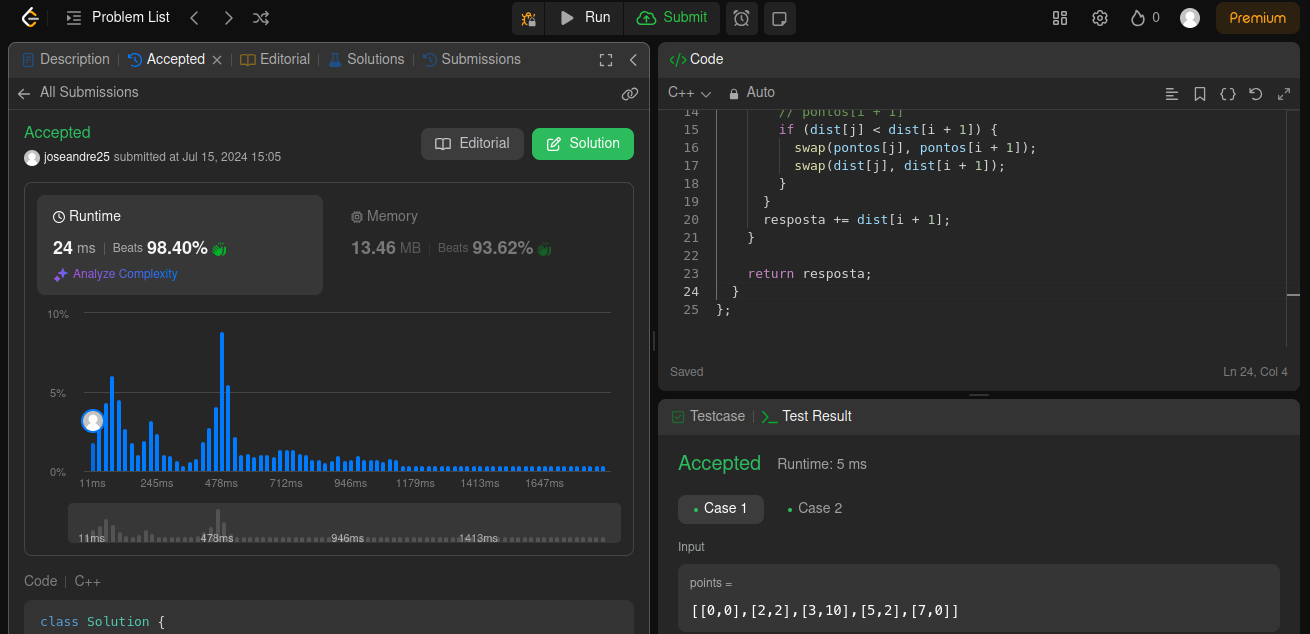 Problem List
Run
Submit
0
Premium
Description
Accepted
Editorial
Solutions
Submissions
All Submissions
Accepted
joseandre25 submitted at Jul 15, 2024 15:05
Editorial
Solution
Runtime
24 ms | Beats 98.40%
Analyze Complexity
Memory
13.46 MB | Beats 93.62%
10%
5%
0%
11ms 245ms 478ms 712ms 946ms 1179ms 1413ms 1647ms
11ms 478ms 946ms 1413ms
Code | C++
class Solution {
Code
C++ Auto
14 // pontos[i + 1]
15 if (dist[j] < dist[i + 1]) {
16 swap(pontos[j], pontos[i + 1]);
17 swap(dist[j], dist[i + 1]);
18 }
19 }
20 resposta += dist[i + 1];
21 }
22
23 return resposta;
24 }
25 };
Saved
Ln 24, Col 4
Testcase
Test Result
Accepted Runtime: 5 ms
Case 1
Case 2
Input
points =
[[0,0],[2,2],[3,10],[5,2],[7,0]]